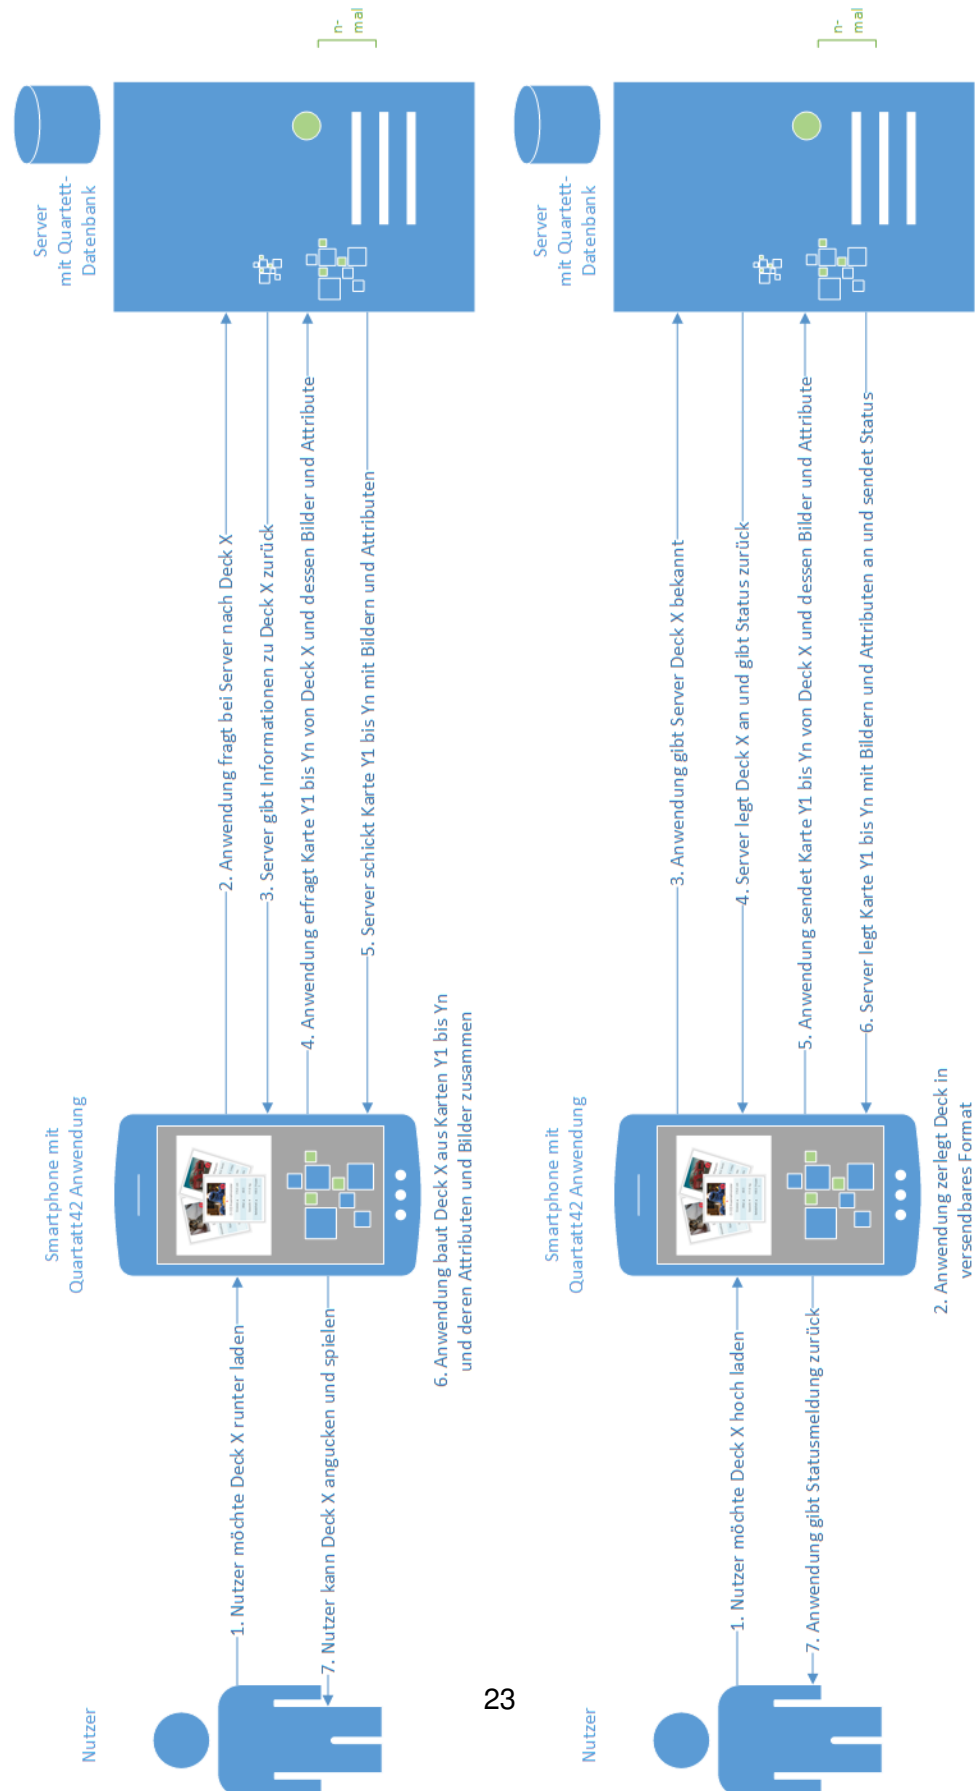 Nutzer
Smartphone mit
Quartatt42 Anwendung
Server
mit Quartett-
Datenbank
1. Nutzer möchte Deck X runter laden
2. Anwendung fragt bei Server nach Deck X
3. Server gibt Informationen zu Deck X zurück
4. Anwendung erfragt Karte Y1 bis Yn von Deck X und dessen Bilder und Attribute
5. Server schickt Karte Y1 bis Yn mit Bildern und Attributen
n-
mal
7. Nutzer kann Deck X angucken und spielen
6. Anwendung baut Deck X aus Karten Y1 bis Yn
und deren Attributen und Bilder zusammen
Nutzer
Smartphone mit
Quartatt42 Anwendung
Server
mit Quartett-
Datenbank
1. Nutzer möchte Deck X hoch laden
3. Anwendung gibt Server Deck X bekannt
4. Server legt Deck X an und gibt Status zurück
5. Anwendung sendet Karte Y1 bis Yn von Deck X und dessen Bilder und Attribute
6. Server legt Karte Y1 bis Yn mit Bildern und Attributen an und sendet Status
n-
mal
7. Anwendung gibt Statusmeldung zurück
2. Anwendung zerlegt Deck in
versendbares Format
23